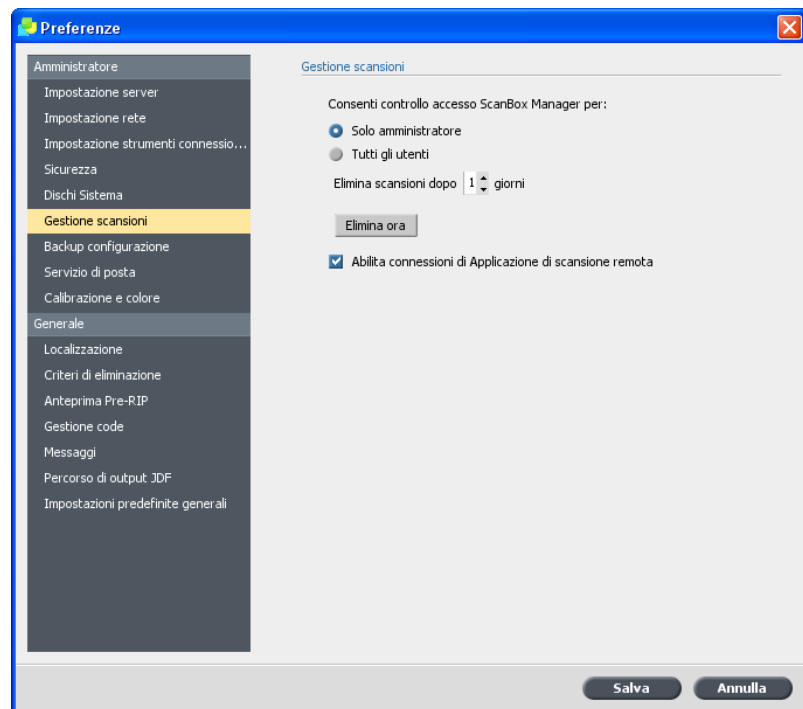 Preferenze
Amministratore
Impostazione server
Impostazione rete
Impostazione strumenti connessio...
Sicurezza
Dischi Sistema
Gestione scansioni
Backup configurazione
Servizio di posta
Calibrazione e colore
Generale
Localizzazione
Criteri di eliminazione
Anteprima Pre-RIP
Gestione code
Messaggi
Percorso di output JDF
Impostazioni predefinite generali
Gestione scansioni
Consenti controllo accesso ScanBox Manager per:
Solo amministratore
Tutti gli utenti
Elimina scansioni dopo 1 giorni
Elimina ora
Abilita connessioni di Applicazione di scansione remota
Salva Annulla